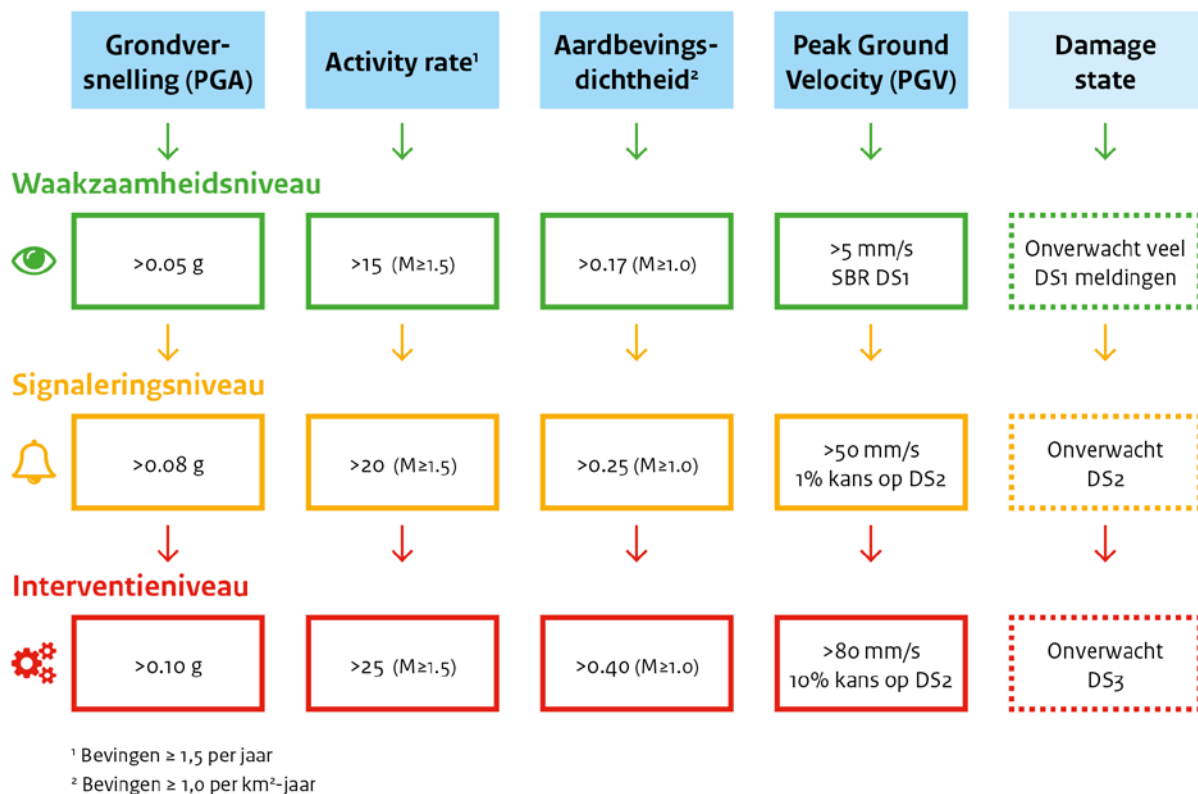 Grondver-
snelling (PGA)
Activity rate¹
Aardbevings-
dichtheid²
Peak Ground
Velocity (PGV)
Damage
state
Waakzaamheidsniveau
>0.05 g
>15 (M≥1.5)
>0.17 (M≥1.0)
>5 mm/s
SBR DS1
Onverwacht veel
DS1 meldingen
Signaleringsniveau
>0.08 g
>20 (M≥1.5)
>0.25 (M≥1.0)
>50 mm/s
1% kans op DS2
Onverwacht
DS2
Interventieniveau
>0.10 g
>25 (M≥1.5)
>0.40 (M≥1.0)
>80 mm/s
10% kans op DS2
Onverwacht
DS3
¹ Bevingen ≥ 1,5 per jaar
² Bevingen ≥ 1,0 per km²-jaar